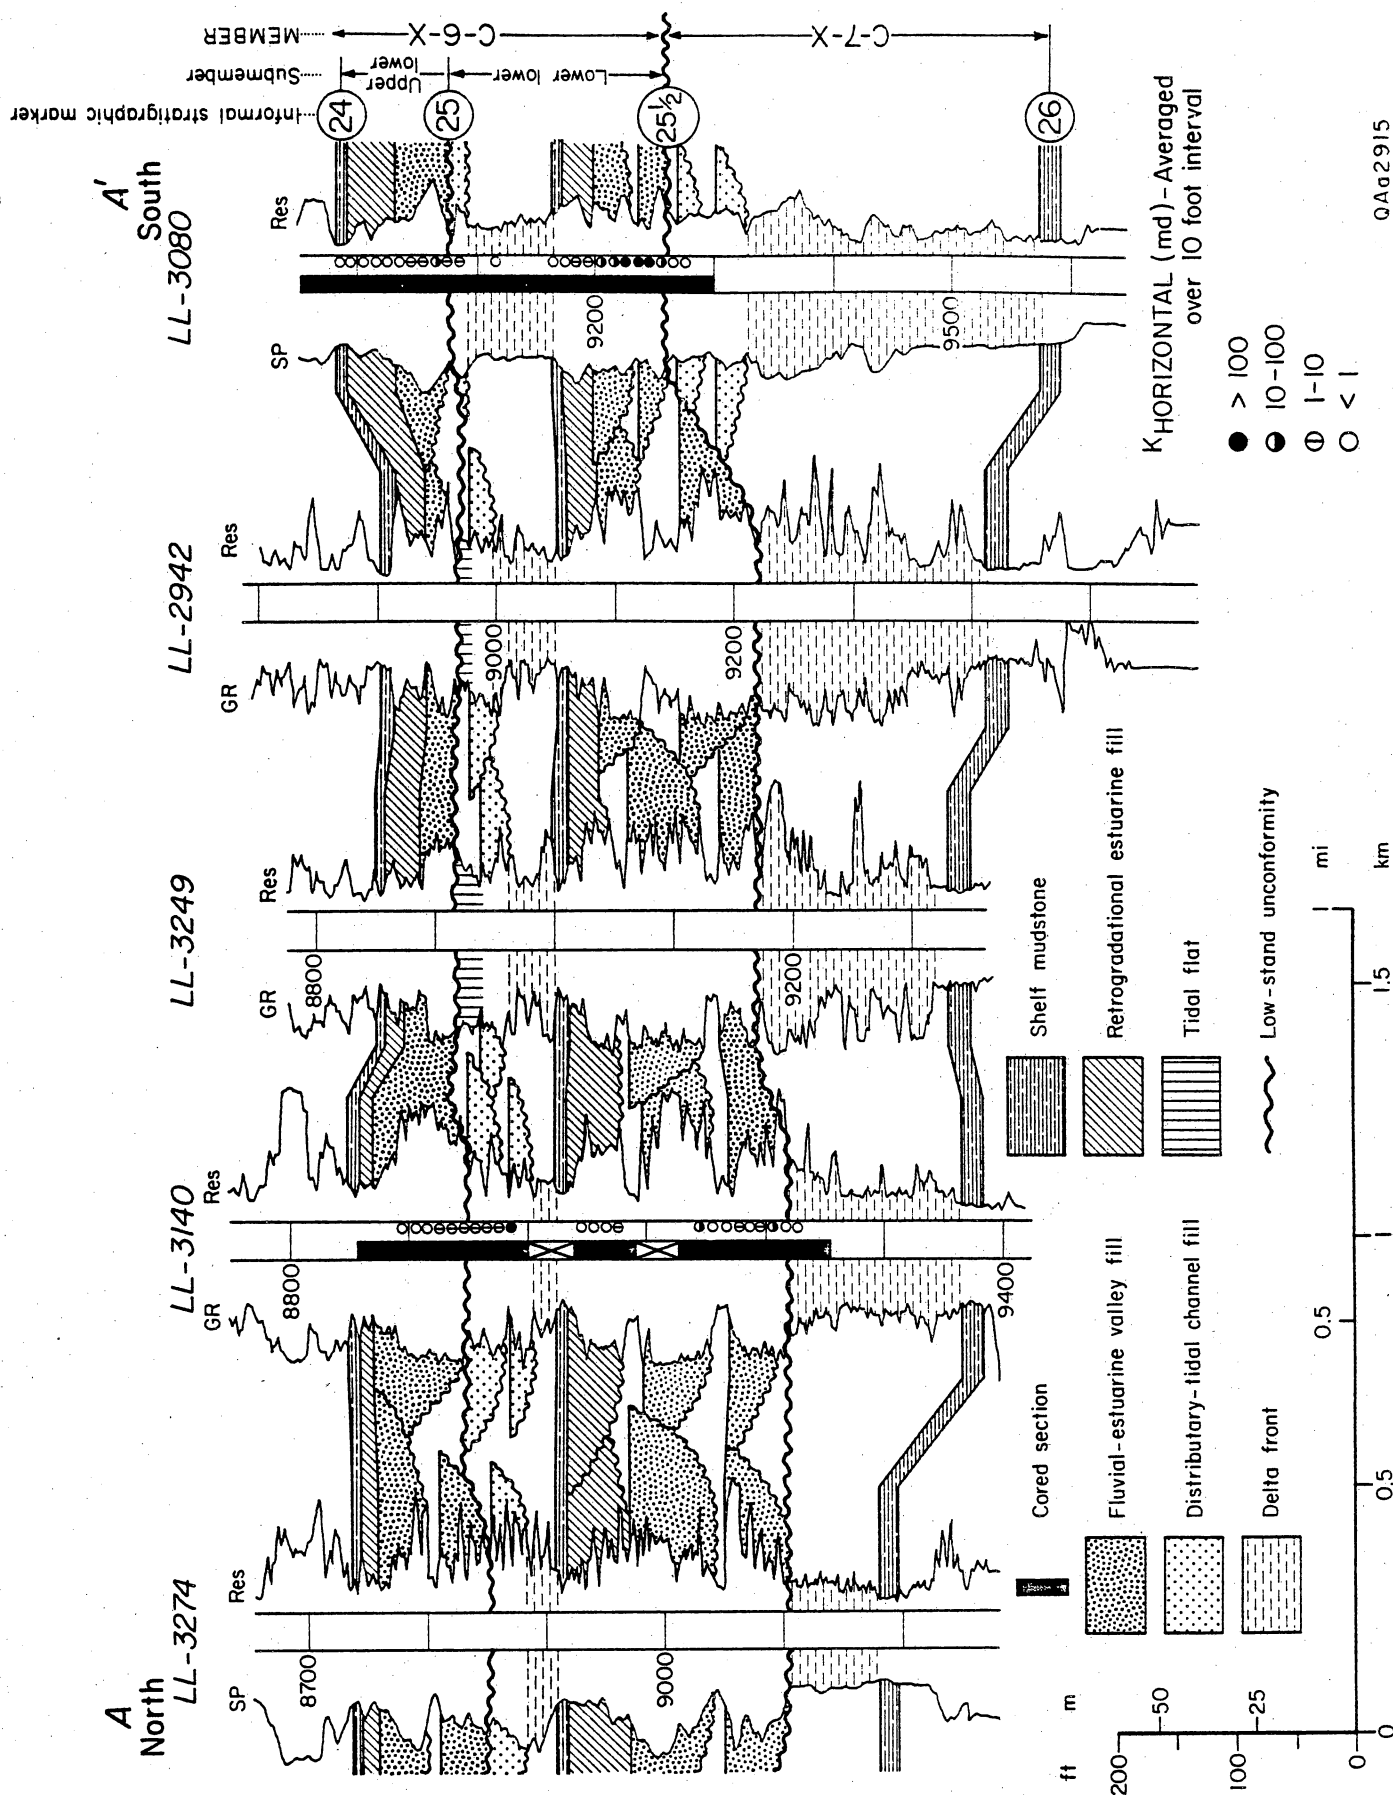 A
North
A'
South
LL-3274
LL-3140
LL-3249
LL-2942
LL-3080
SP
Res
GR
Res
GR
Res
GR
Res
SP
Res
8700
9000
8800
9400
8800
9200
9000
9200
9200
9500
Informal stratigraphic marker
Submember
MEMBER
24
25
25½
26
Upper lower
Lower lower
C-6-X
C-7-X
Cored section
Fluvial-estuarine valley fill
Distributary-tidal channel fill
Delta front
Shelf mudstone
Retrogradational estuarine fill
Tidal flat
Low-stand unconformity
KHORIZONTAL (md)-Averaged
over 10 foot interval
> 100
10-100
1-10
< 1
ft
m
200
100
0
50
25
0
0.5
1
mi
0.5
1.5
km
QAa2915